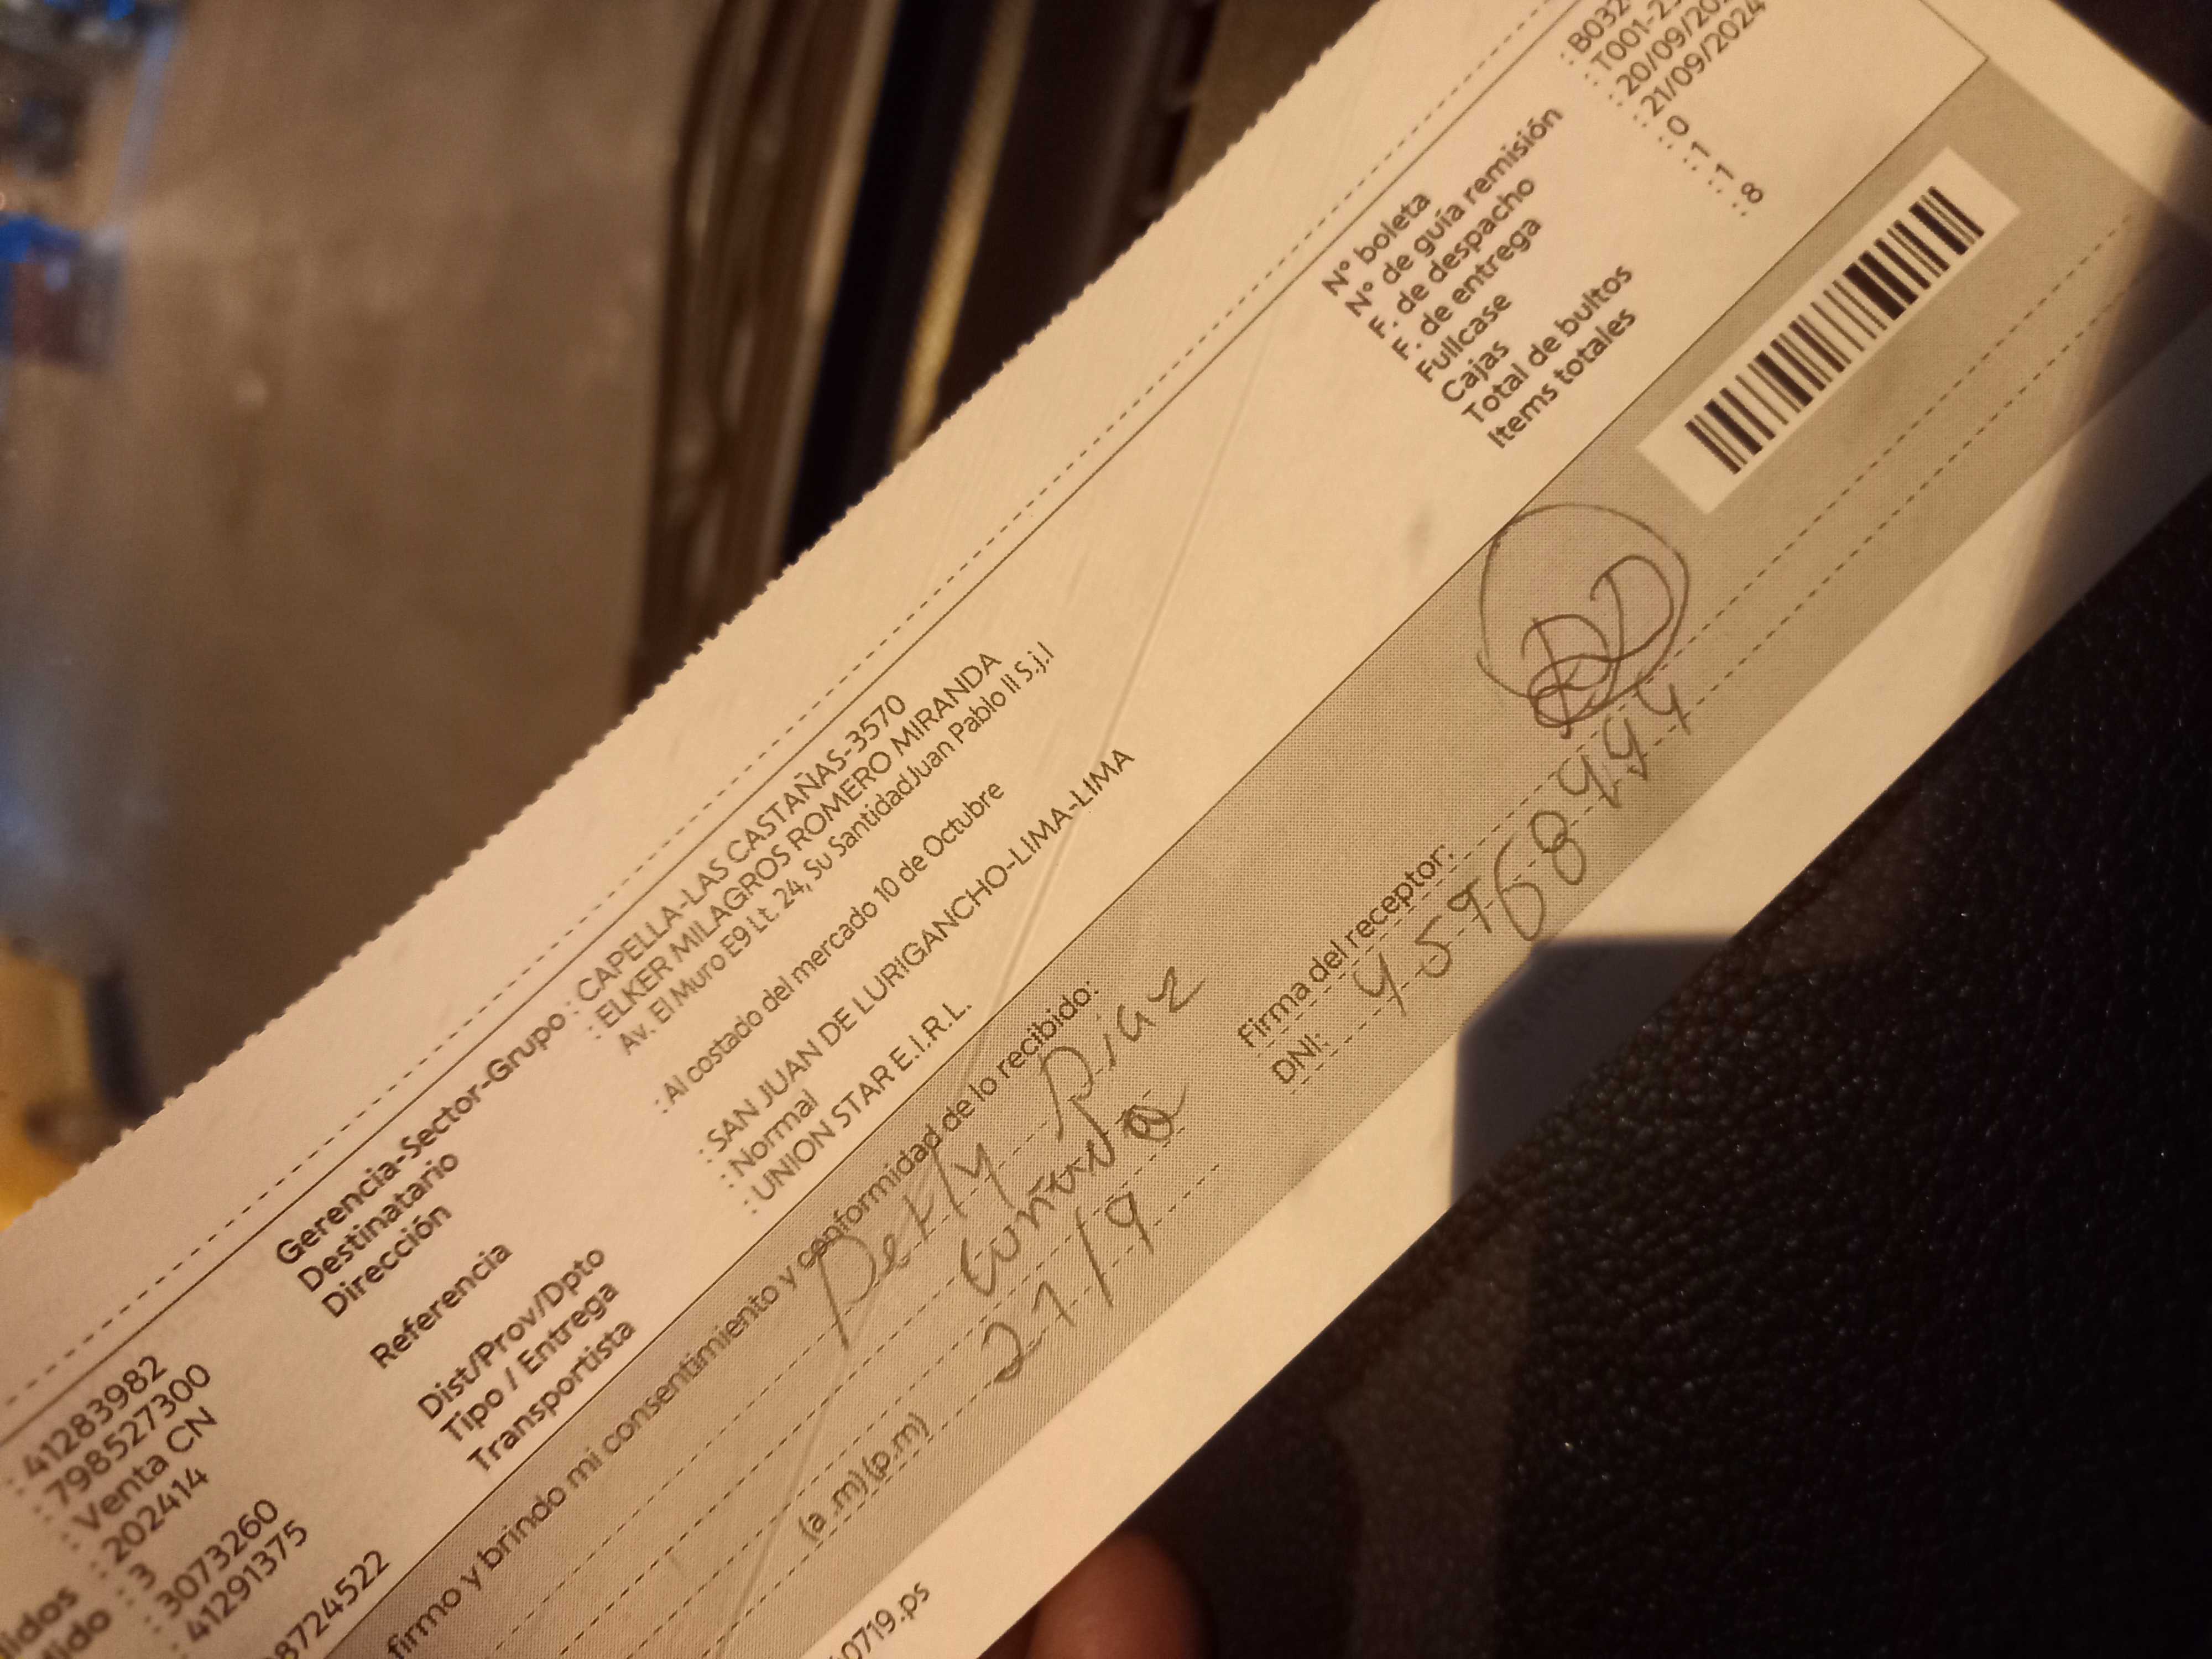 : 41283982
: 798527300
: Venta CN
: 202414
: 3
: 3073260
: 41291375
Gerencia-Sector-Grupo : CAPELLA-LAS CASTAÑAS-3570
Destinatario : ELKER MILAGROS ROMERO MIRANDA
Dirección Av. El Muro E9 Lt. 24, Su SantidadJuan Pablo II S.j.l
Referencia : Al costado del mercado 10 de Octubre
Dist/Prov/Dpto : SAN JUAN DE LURIGANCHO-LIMA-LIMA
Tipo / Entrega : Normal
Transportista : UNION STAR E.I.R.L.
N° boleta : B032
N° de guía remisión : T001-2
F. de despacho : 20/09/20
F. de entrega : 21/09/2024
Fullcase : 0
Cajas : 1
Total de bultos : 1
Items totales : 8
firmo y brindo mi consentimiento y conformidad de lo recibido:
Diaz
cuñada
21/9
(a .m) (p.m)
Firma del receptor:
DNI:
0719.ps